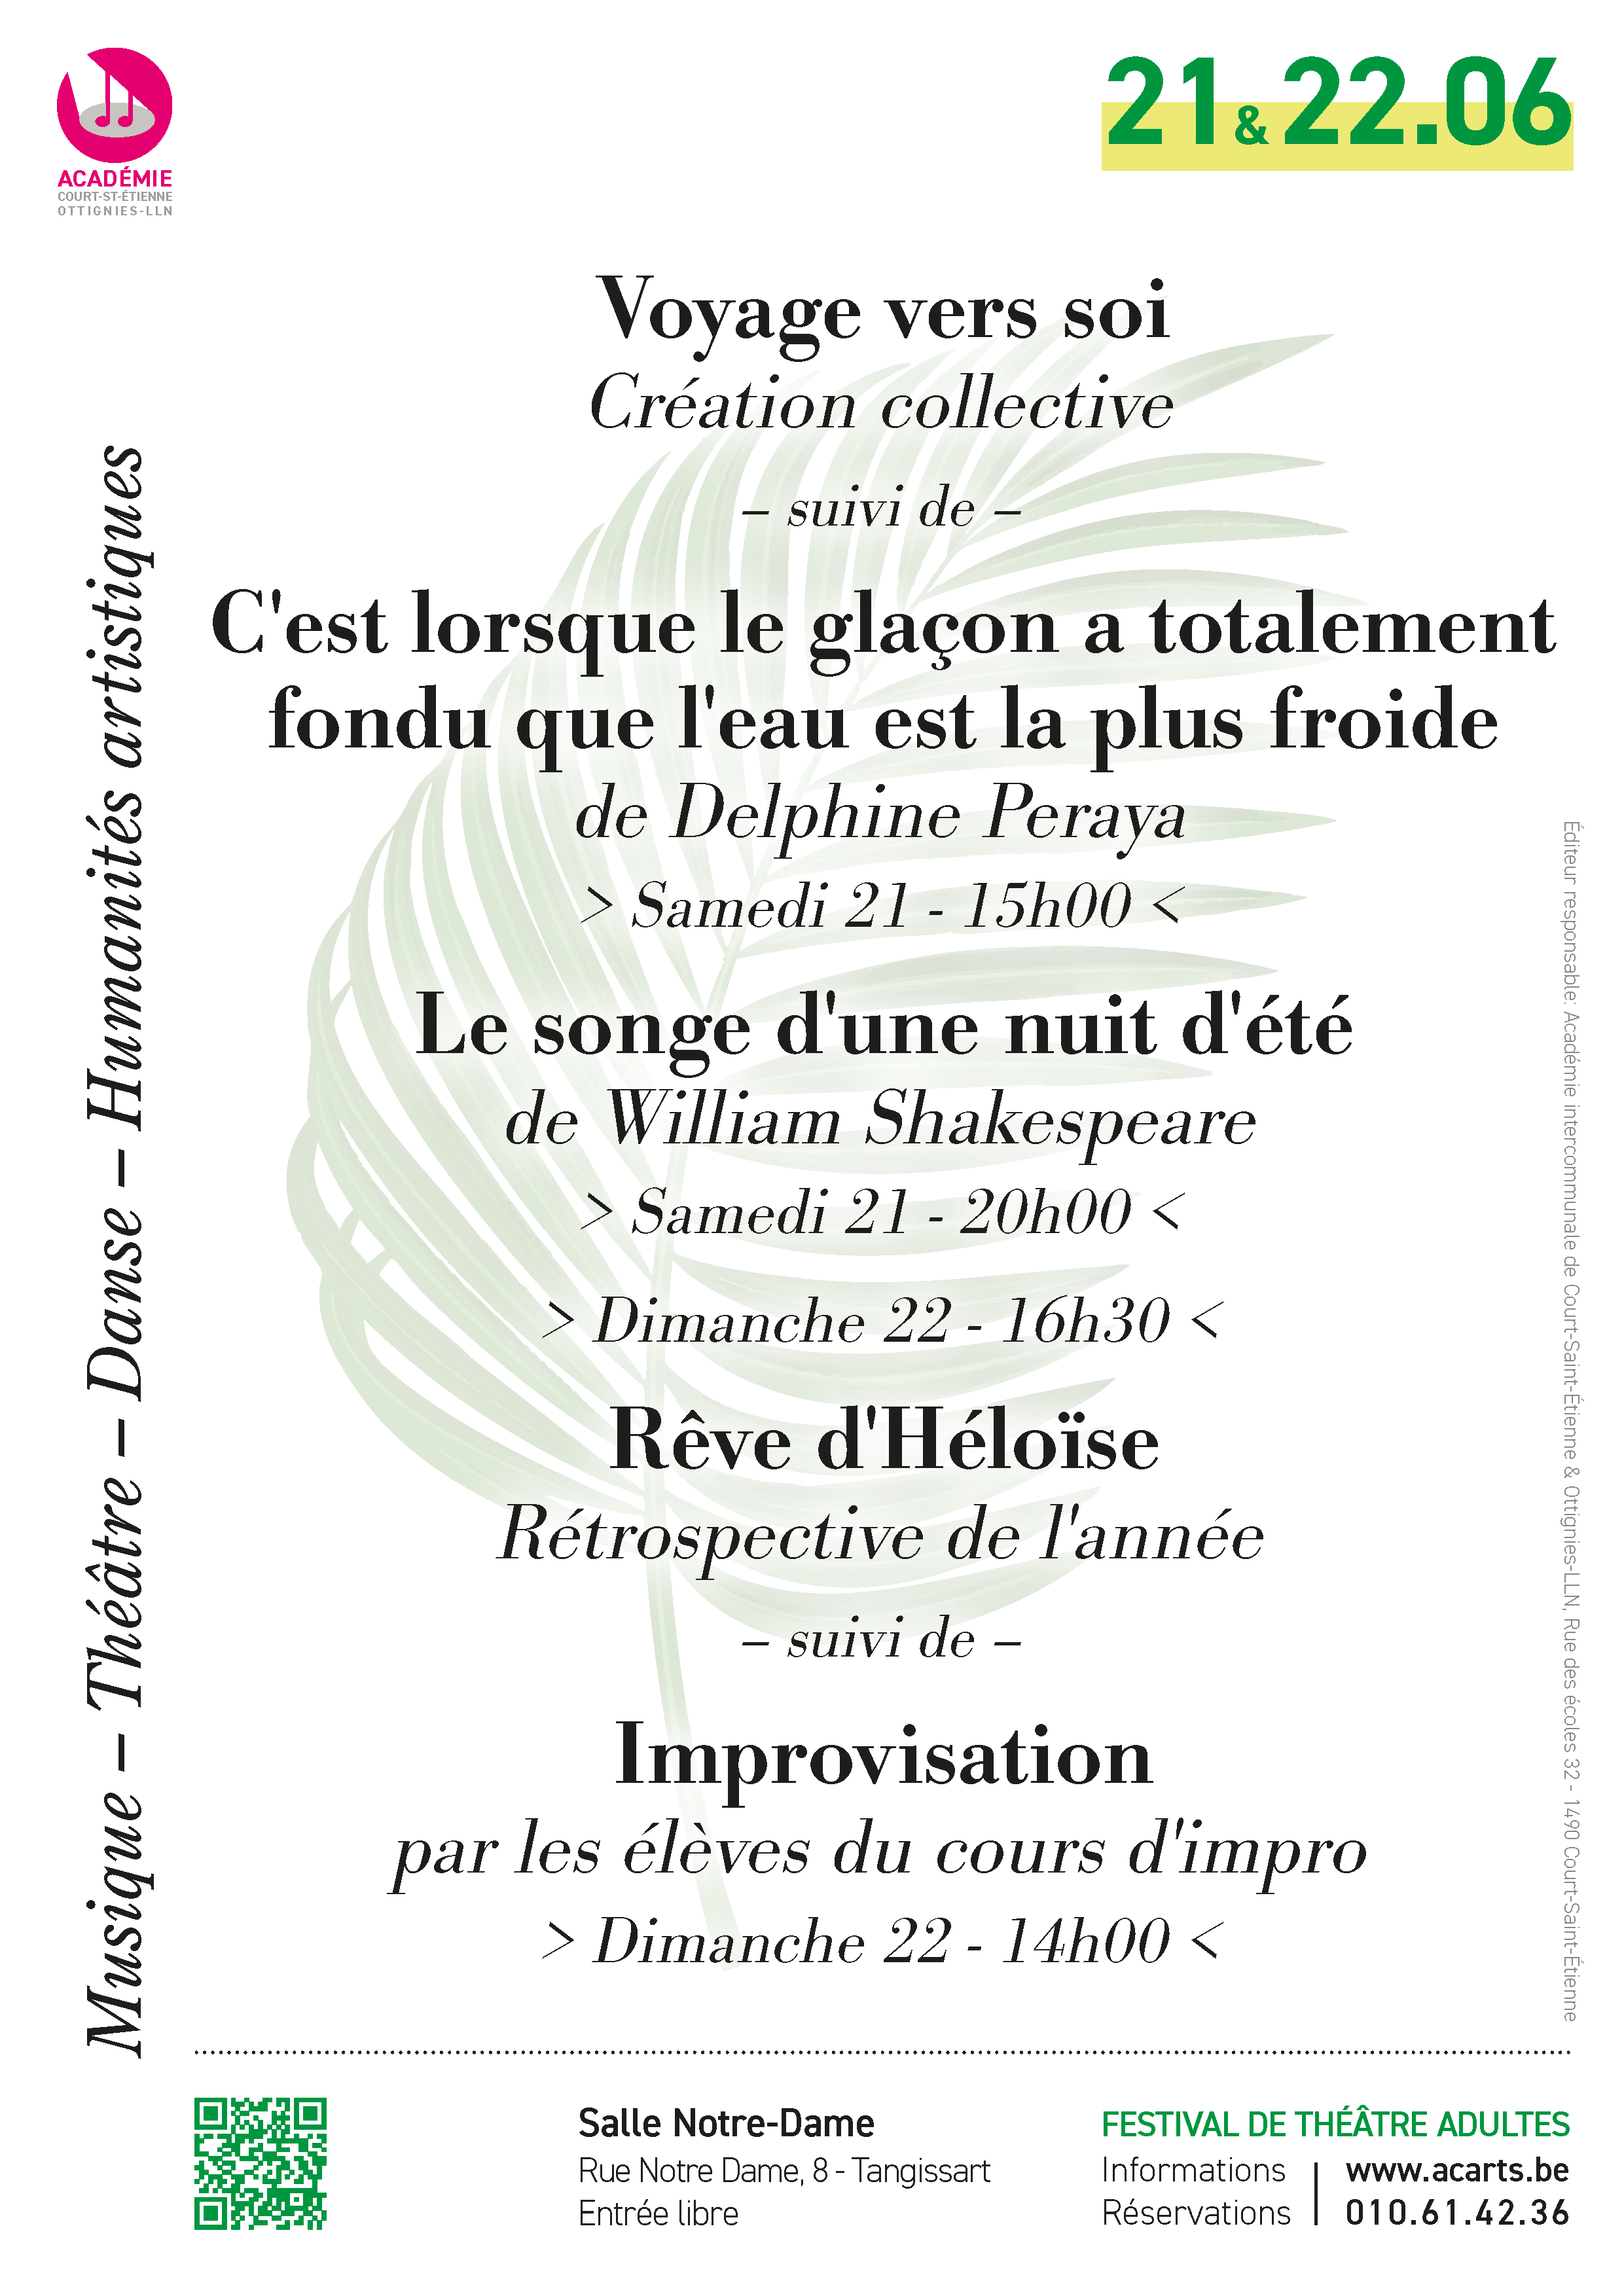 ACADÉMIE
COURT-ST-ÉTIENNE
OTTIGNIES-LLN
21 & 22.06
Musique – Théâtre – Danse – Humanités artistiques
Voyage vers soi
Création collective
– suivi de –
C'est lorsque le glaçon a totalement
fondu que l'eau est la plus froide
de Delphine Peraya
> Samedi 21 - 15h00 <
Le songe d'une nuit d'été
de William Shakespeare
> Samedi 21 - 20h00 <
> Dimanche 22 - 16h30 <
Rêve d'Héloïse
Rétrospective de l'année
– suivi de –
Improvisation
par les élèves du cours d'impro
> Dimanche 22 - 14h00 <
Éditeur responsable: Académie intercommunale de Court-Saint-Étienne & Ottignies-LLN, Rue des écoles 32 - 1490 Court-Saint-Étienne
Salle Notre-Dame
Rue Notre Dame, 8 - Tangissart
Entrée libre
FESTIVAL DE THÉÂTRE ADULTES
Informations | www.acarts.be
Réservations | 010.61.42.36